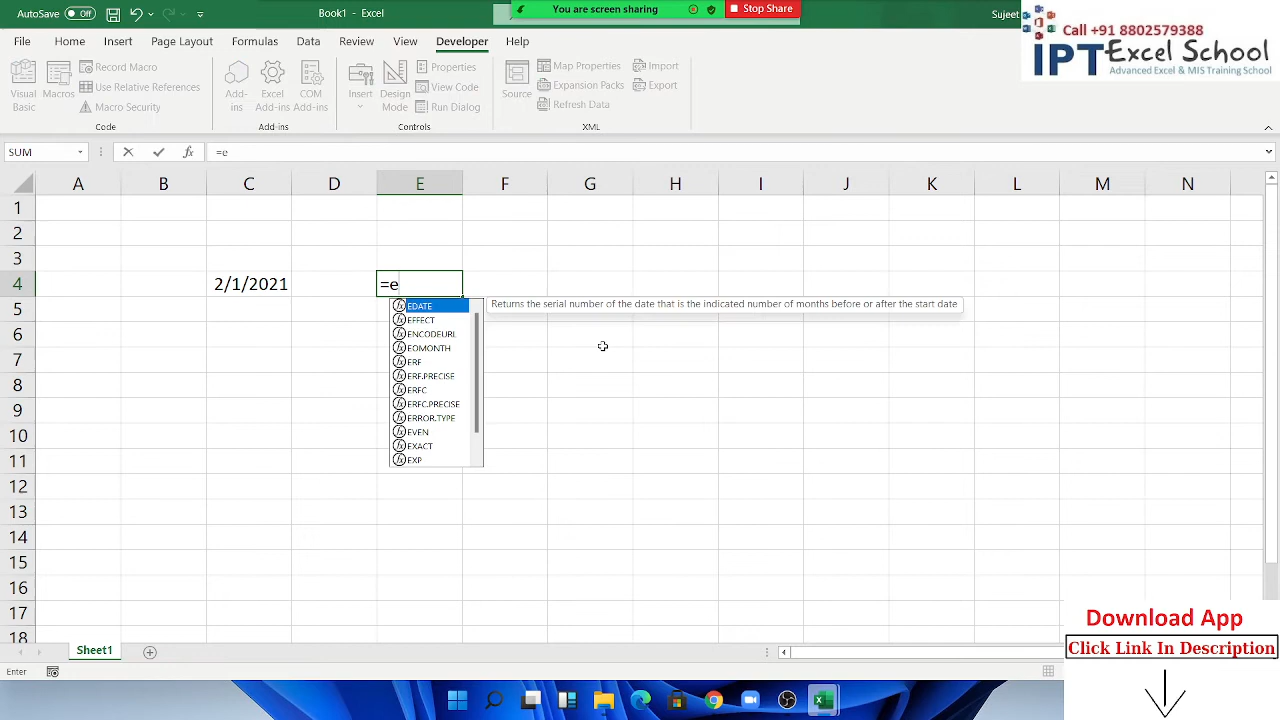 AutoSave Off Book1 - Excel You are screen sharing Stop Share Sujeet
Call +91 8802579388
IPT Excel School
Advanced Excel & MIS Training School
File Home Insert Page Layout Formulas Data Review View Developer Help
Visual Basic
Macros
Record Macro
Use Relative References
Macro Security
Code
Add-ins
Excel Add-ins
COM Add-ins
Add-ins
Insert
Design Mode
Properties
View Code
Run Dialog
Controls
Source
Map Properties
Expansion Packs
Refresh Data
Import
Export
XML
SUM fx =e
A B C D E F G H I J K L M N
1
2
3
4 2/1/2021 =e
EDATE Returns the serial number of the date that is the indicated number of months before or after the start date
5
EFFECT
ENCODEURL
6
EOMONTH
7
ERF
ERF.PRECISE
8
ERFC
ERFC.PRECISE
9
ERROR.TYPE
EVEN
10
EXACT
11
EXP
12
13
14
15
16
17
18
Download App
Click Link In Description
Sheet1
Enter